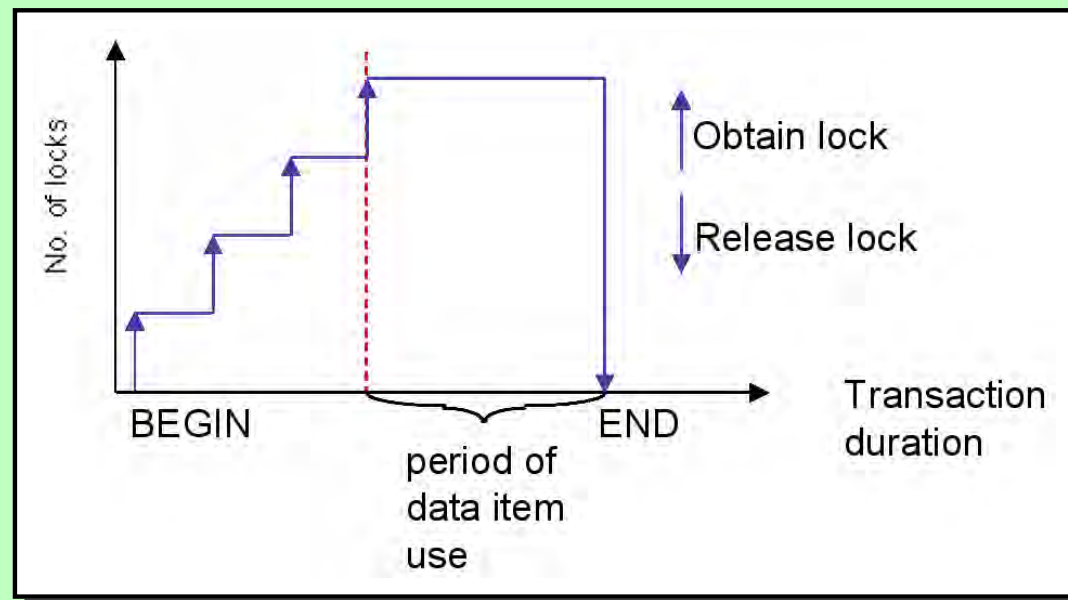 No. of locks
Obtain lock
Release lock
BEGIN
END
Transaction
duration
period of
data item
use